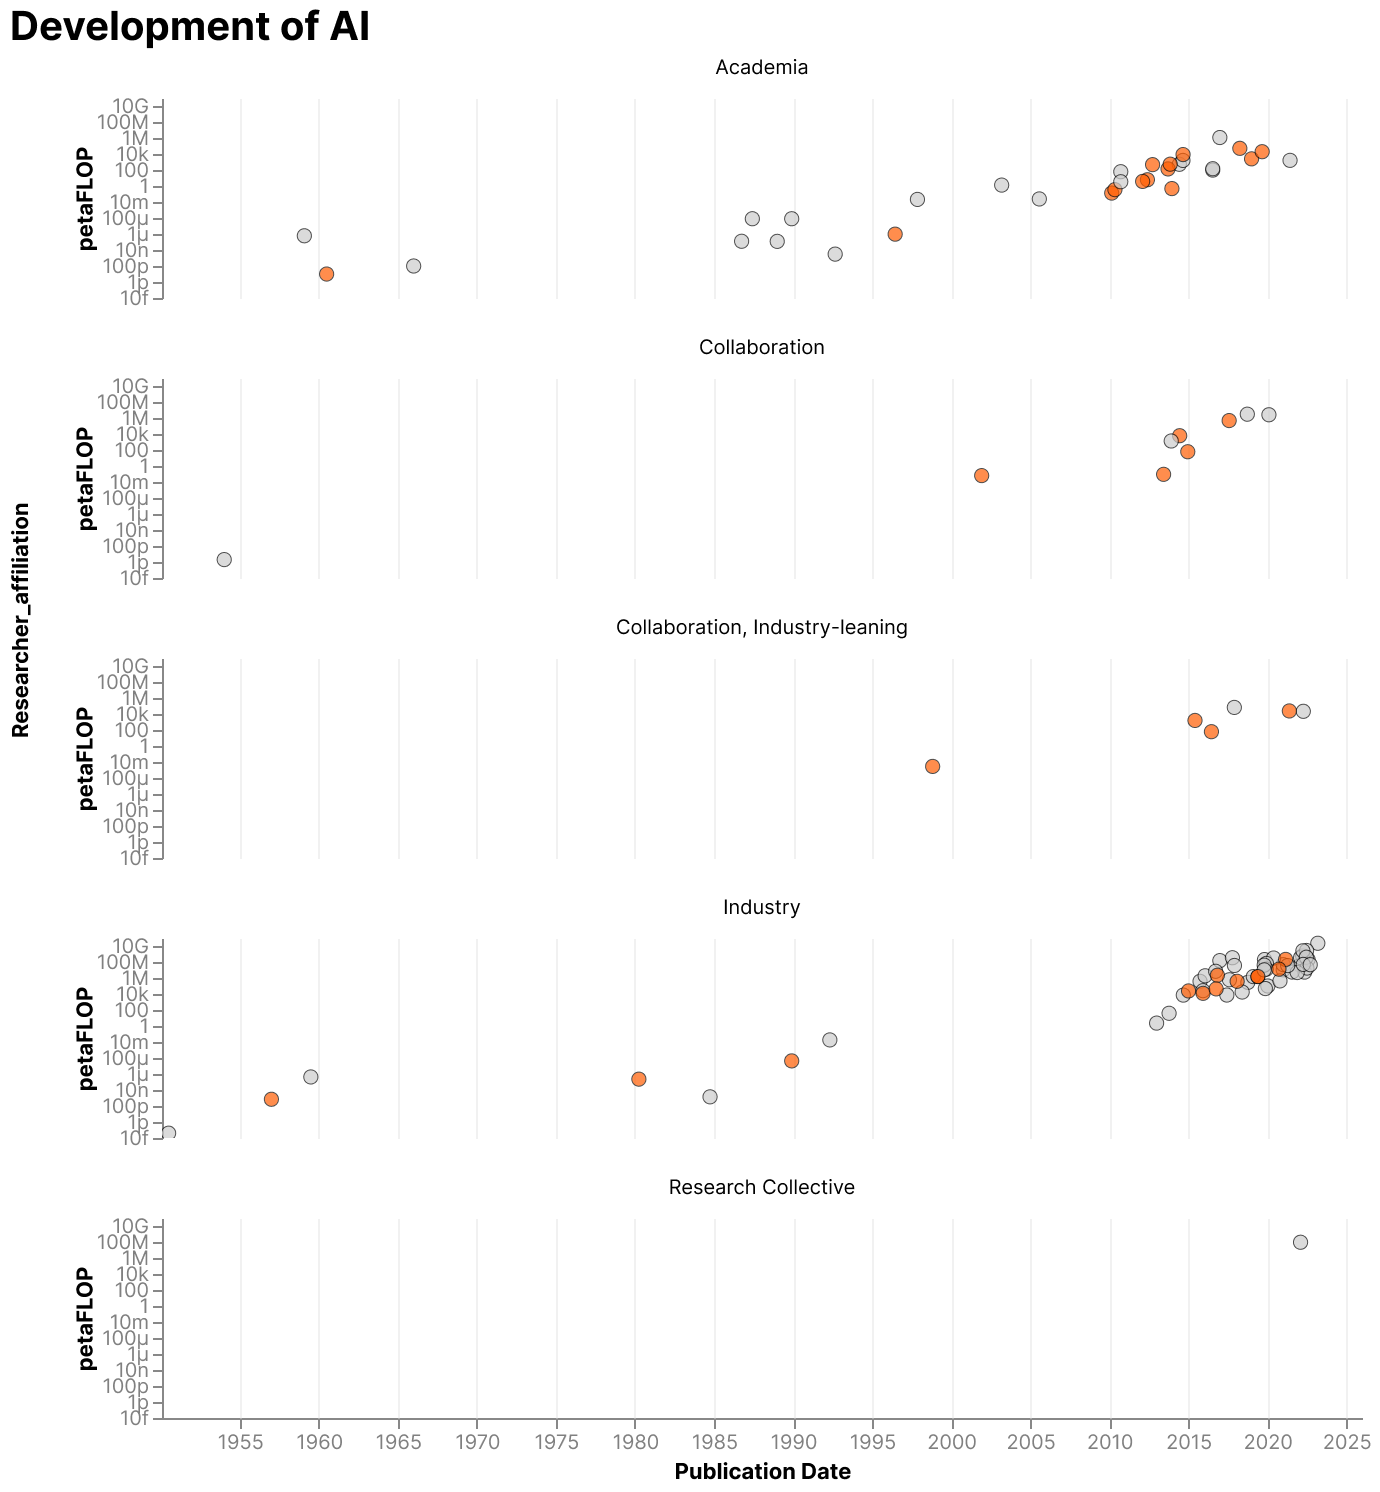 Development of AI
Academia
10G
100M
1M
10k
100
1
10m
100µ
1µ
10n
100p
1p
10f
petaFLOP
Collaboration
10G
100M
1M
10k
100
1
10m
100µ
1µ
10n
100p
1p
10f
petaFLOP
Researcher_affiliation
Collaboration, Industry-leaning
10G
100M
1M
10k
100
1
10m
100µ
1µ
10n
100p
1p
10f
petaFLOP
Industry
10G
100M
1M
10k
100
1
10m
100µ
1µ
10n
100p
1p
10f
petaFLOP
Research Collective
10G
100M
1M
10k
100
1
10m
100µ
1µ
10n
100p
1p
10f
petaFLOP
1955 1960 1965 1970 1975 1980 1985 1990 1995 2000 2005 2010 2015 2020 2025
Publication Date